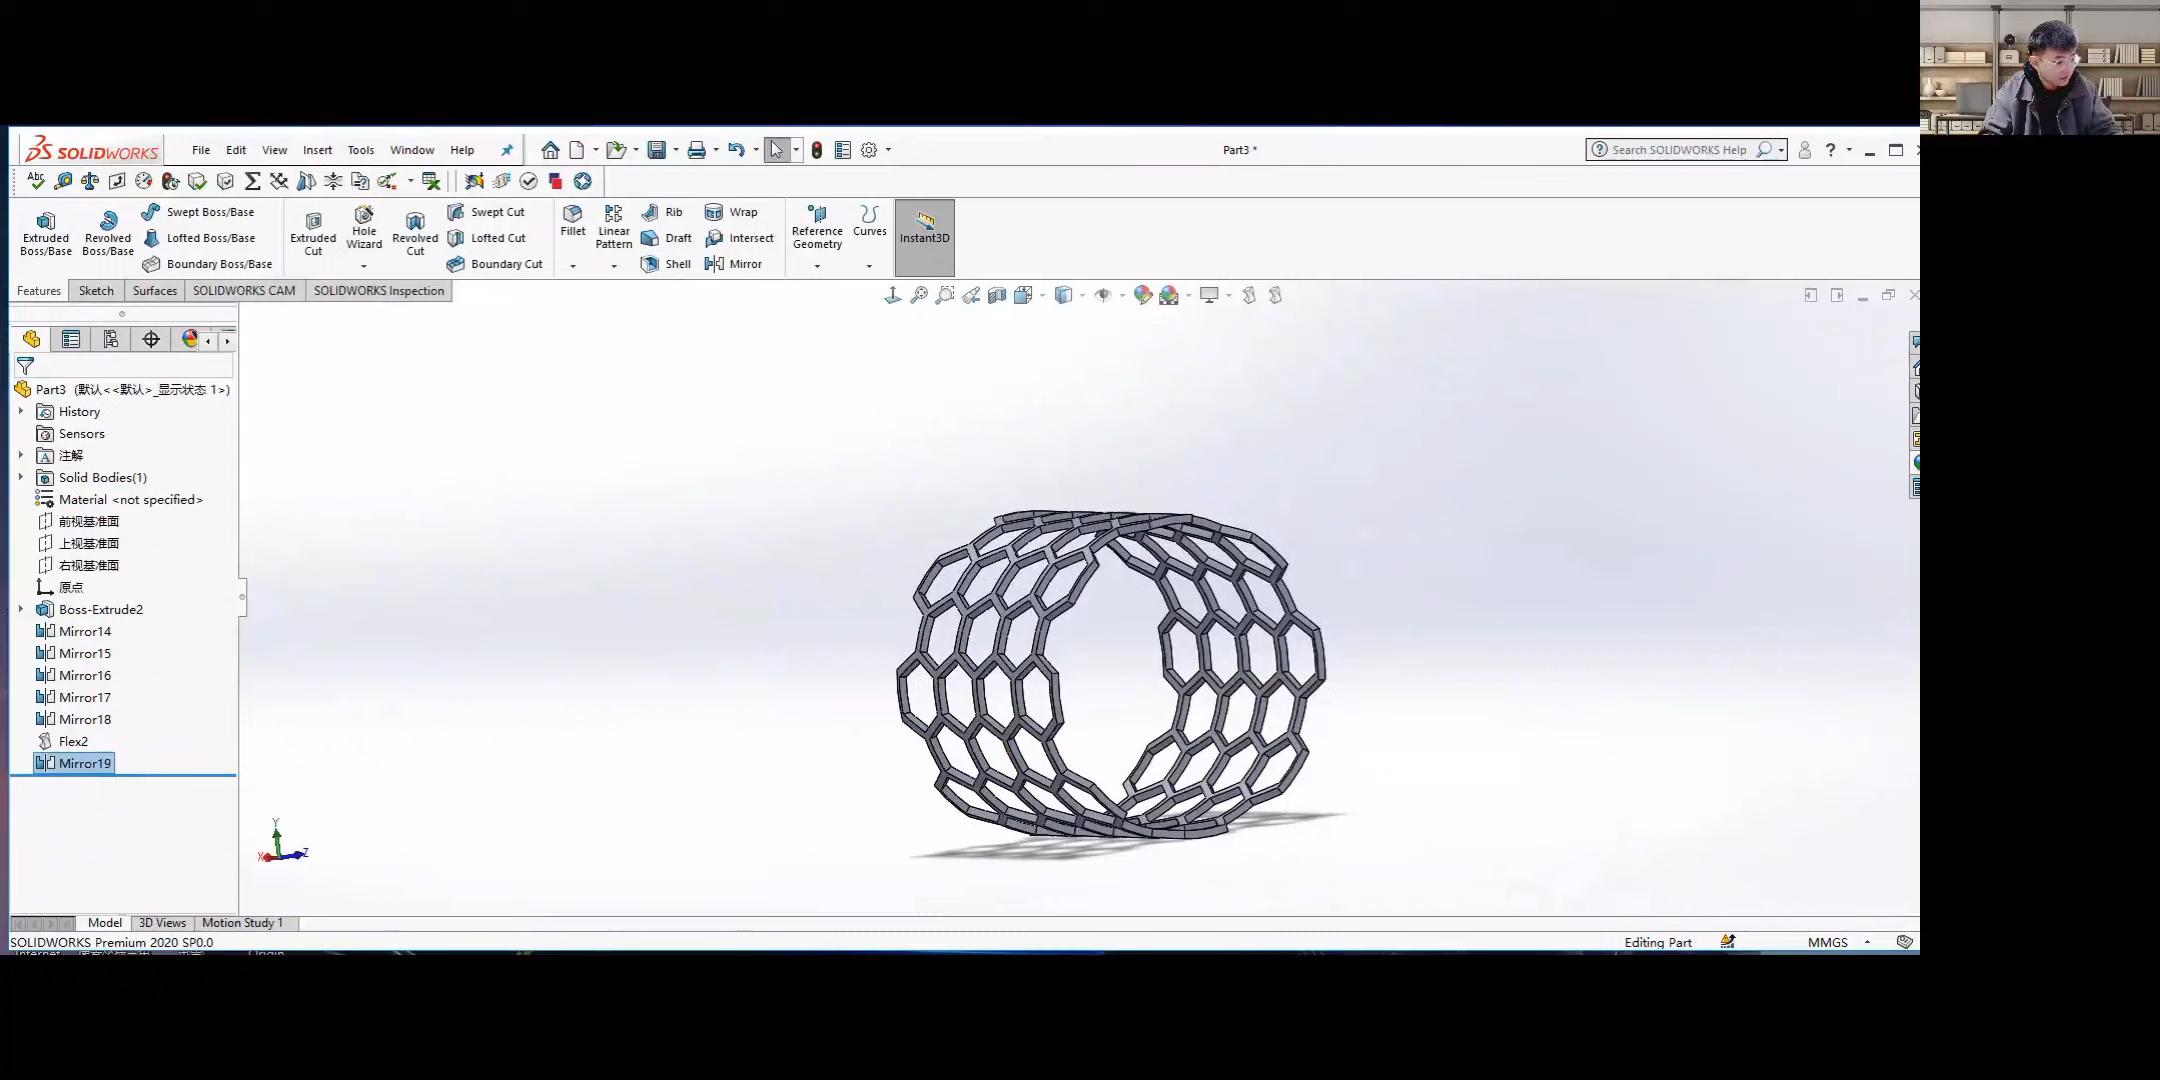 SOLIDWORKS File Edit View Insert Tools Window Help Part3 * Search SOLIDWORKS Help
Extruded Boss/Base
Revolved Boss/Base
Swept Boss/Base
Lofted Boss/Base
Boundary Boss/Base
Extruded Cut
Hole Wizard
Revolved Cut
Swept Cut
Lofted Cut
Boundary Cut
Fillet
Linear Pattern
Rib
Draft
Shell
Wrap
Intersect
Mirror
Reference Geometry
Curves
Instant3D
Features Sketch Surfaces SOLIDWORKS CAM SOLIDWORKS Inspection
Part3 (默认<<默认>_显示状态 1>)
History
Sensors
注解
Solid Bodies(1)
Material <not specified>
前视基准面
上视基准面
右视基准面
原点
Boss-Extrude2
Mirror14
Mirror15
Mirror16
Mirror17
Mirror18
Flex2
Mirror19
Y
X
Z
Model 3D Views Motion Study 1
SOLIDWORKS Premium 2020 SP0.0 Editing Part MMGS